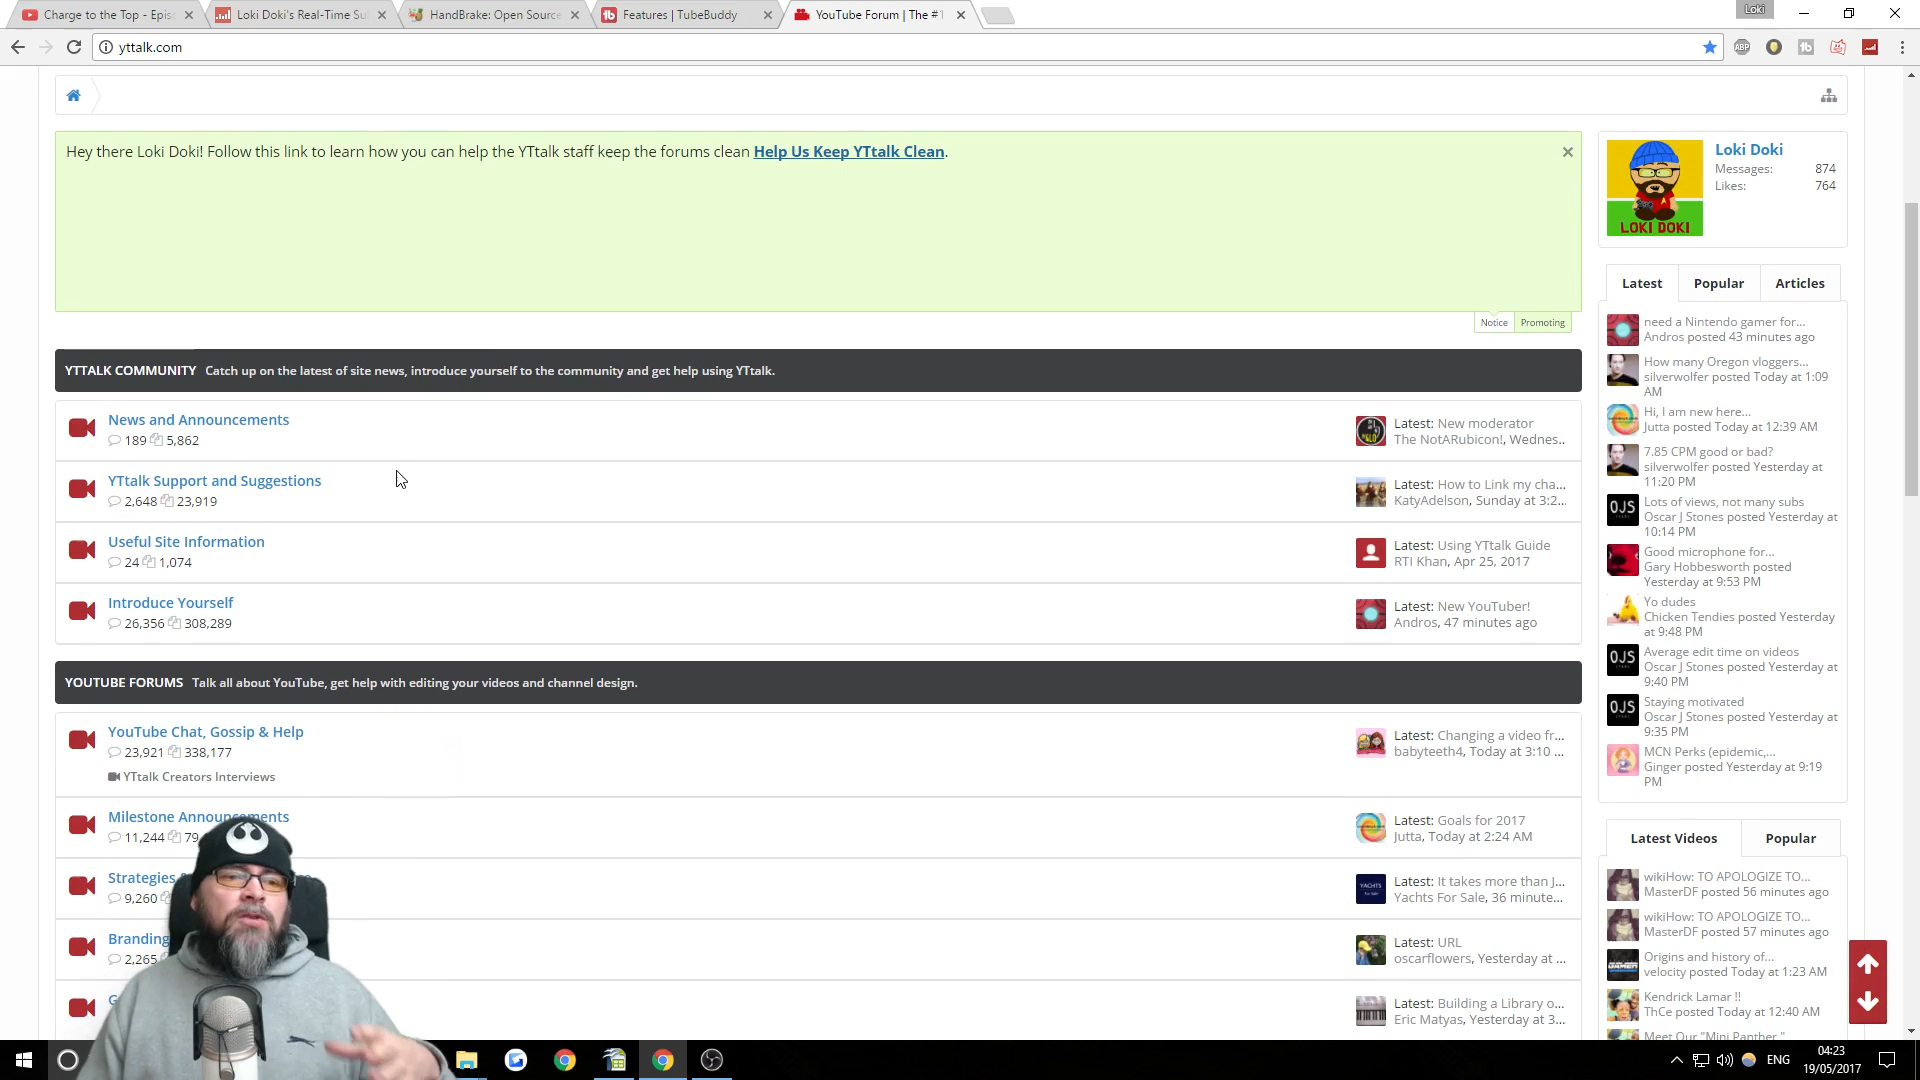 Charge to the Top - Epis
Loki Doki's Real-Time Su
HandBrake: Open Source
Features | TubeBuddy
YouTube Forum | The #1
Loki
yttalk.com
ABP
Hey there Loki Doki! Follow this link to learn how you can help the YTtalk staff keep the forums clean Help Us Keep YTtalk Clean.
Notice Promoting
YTTALK COMMUNITY Catch up on the latest of site news, introduce yourself to the community and get help using YTtalk.
News and Announcements
189 5,862
Latest: New moderator
The NotARubicon!, Wednes..
YTtalk Support and Suggestions
2,648 23,919
Latest: How to Link my cha...
KatyAdelson, Sunday at 3:2...
Useful Site Information
24 1,074
Latest: Using YTtalk Guide
RTI Khan, Apr 25, 2017
Introduce Yourself
26,356 308,289
Latest: New YouTuber!
Andros, 47 minutes ago
YOUTUBE FORUMS Talk all about YouTube, get help with editing your videos and channel design.
YouTube Chat, Gossip & Help
23,921 338,177
YTtalk Creators Interviews
Latest: Changing a video fr...
babyteeth4, Today at 3:10 ...
Milestone Announcements
11,244 79
Latest: Goals for 2017
Jutta, Today at 2:24 AM
Strategies
9,260
Latest: It takes more than J...
Yachts For Sale, 36 minute...
Branding
2,265
Latest: URL
oscarflowers, Yesterday at ...
G
Latest: Building a Library o...
Eric Matyas, Yesterday at 3...
LOKI DOKI
Loki Doki
Messages: 874
Likes: 764
Latest Popular Articles
need a Nintendo gamer for...
Andros posted 43 minutes ago
How many Oregon vloggers...
silverwolfer posted Today at 1:09
AM
Hi, I am new here...
Jutta posted Today at 12:39 AM
7.85 CPM good or bad?
silverwolfer posted Yesterday at
11:20 PM
OJS
Lots of views, not many subs
Oscar J Stones posted Yesterday at
10:14 PM
Good microphone for...
Gary Hobbesworth posted
Yesterday at 9:53 PM
Yo dudes
Chicken Tendies posted Yesterday
at 9:48 PM
OJS
Average edit time on videos
Oscar J Stones posted Yesterday at
9:40 PM
OJS
Staying motivated
Oscar J Stones posted Yesterday at
9:35 PM
MCN Perks (epidemic,...
Ginger posted Yesterday at 9:19
PM
Latest Videos Popular
wikiHow: TO APOLOGIZE TO...
MasterDF posted 56 minutes ago
wikiHow: TO APOLOGIZE TO...
MasterDF posted 57 minutes ago
Origins and history of...
velocity posted Today at 1:23 AM
Kendrick Lamar !!
ThCe posted Today at 12:40 AM
Meet Our "Mini Panther "
ENG
04:23
19/05/2017